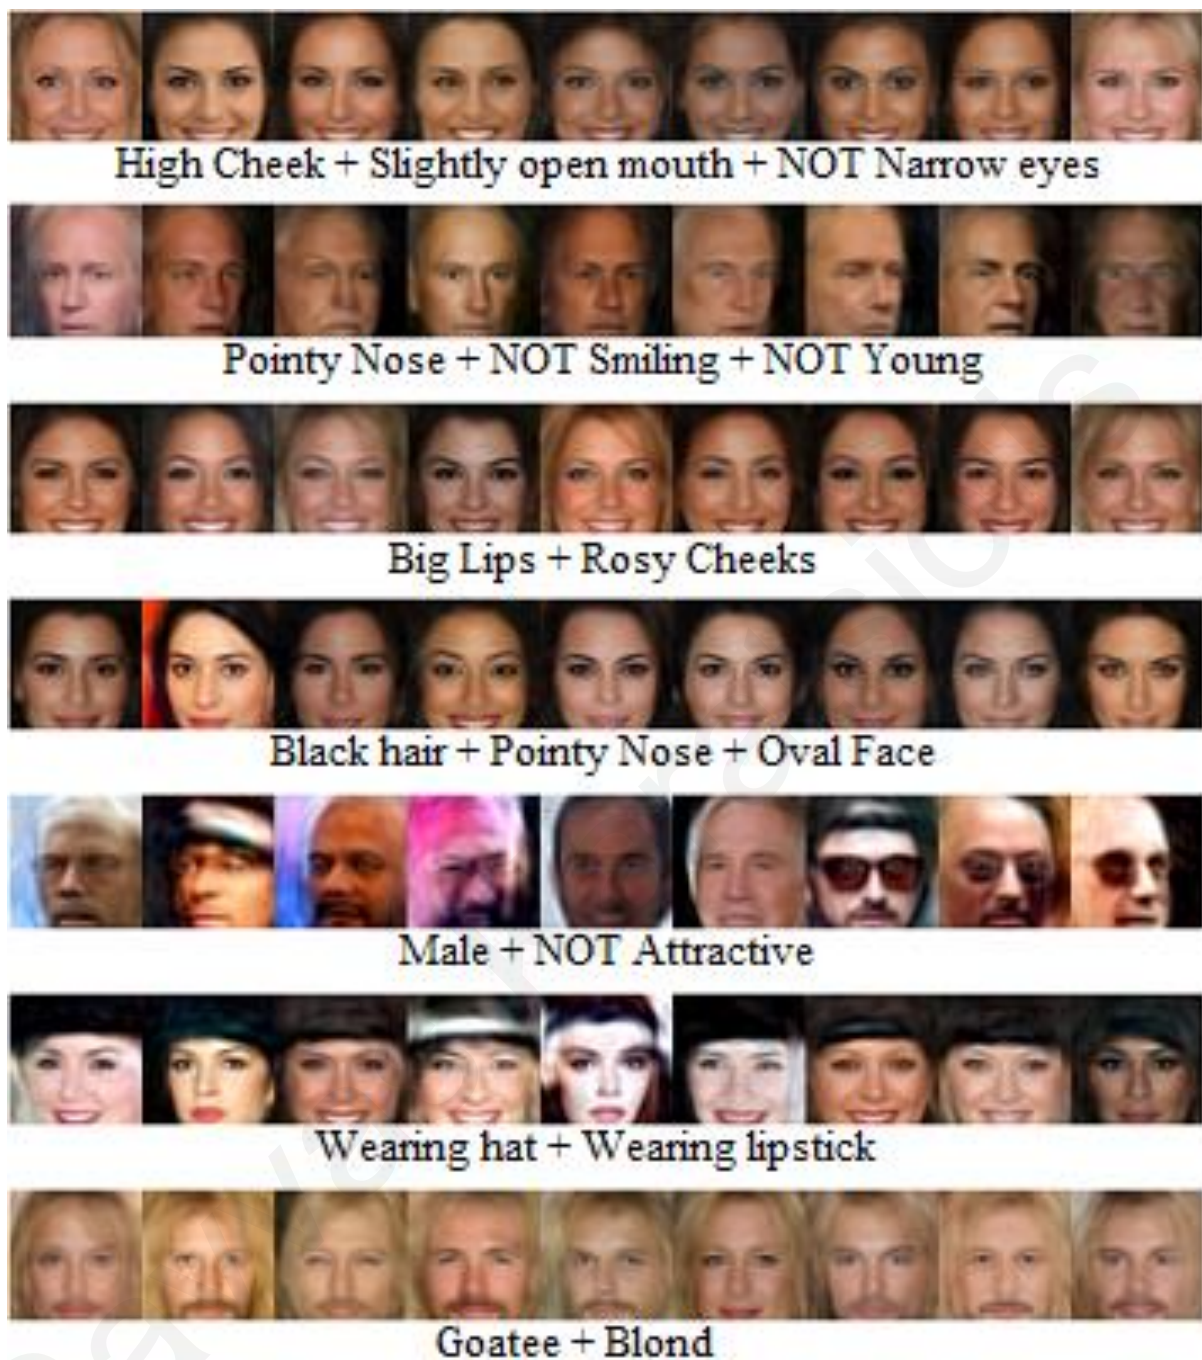 High Cheek + Slightly open mouth + NOT Narrow eyes
Pointy Nose + NOT Smiling + NOT Young
Big Lips + Rosy Cheeks
Black hair + Pointy Nose + Oval Face
Male + NOT Attractive
Wearing hat + Wearing lipstick
Goatee + Blond